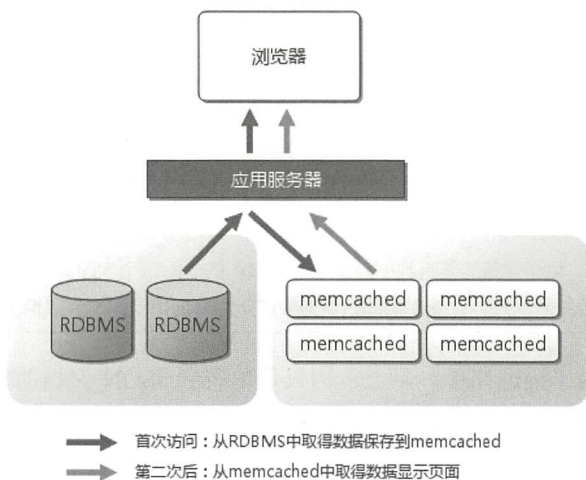 浏览器
应用服务器
RDBMS RDBMS
memcached memcached
memcached memcached
首次访问：从RDBMS中取得数据保存到memcached
第二次后：从memcached中取得数据显示页面